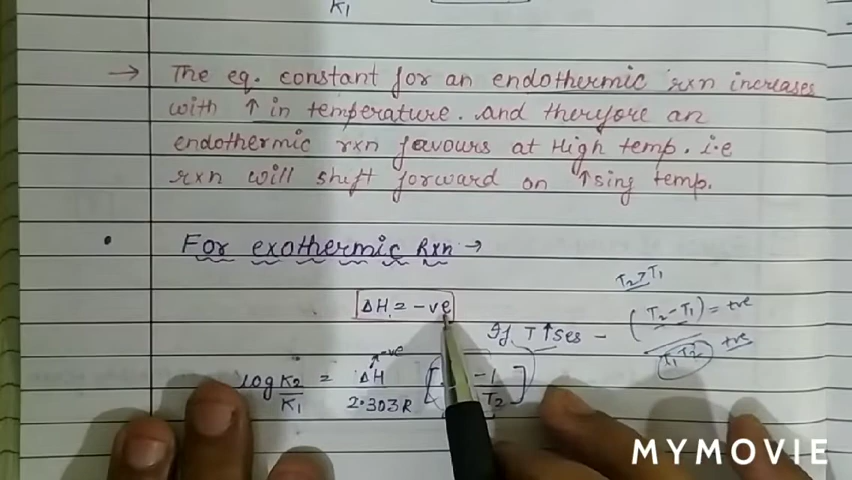 K1
→ The eq. constant for an endothermic rxn increases
with ↑ in temperature. And therefore an
endothermic rxn favours at High temp. i.e
rxn will shift forward on ↑sing temp.
• For exothermic Rxn →
T2>T1
ΔH = -ve
If T↑ses - (T2-T1) = +ve
T1T2 +ve
-ve
log K2 = ΔH [ -1 ]
K1 2.303R T2
MYMOVIE